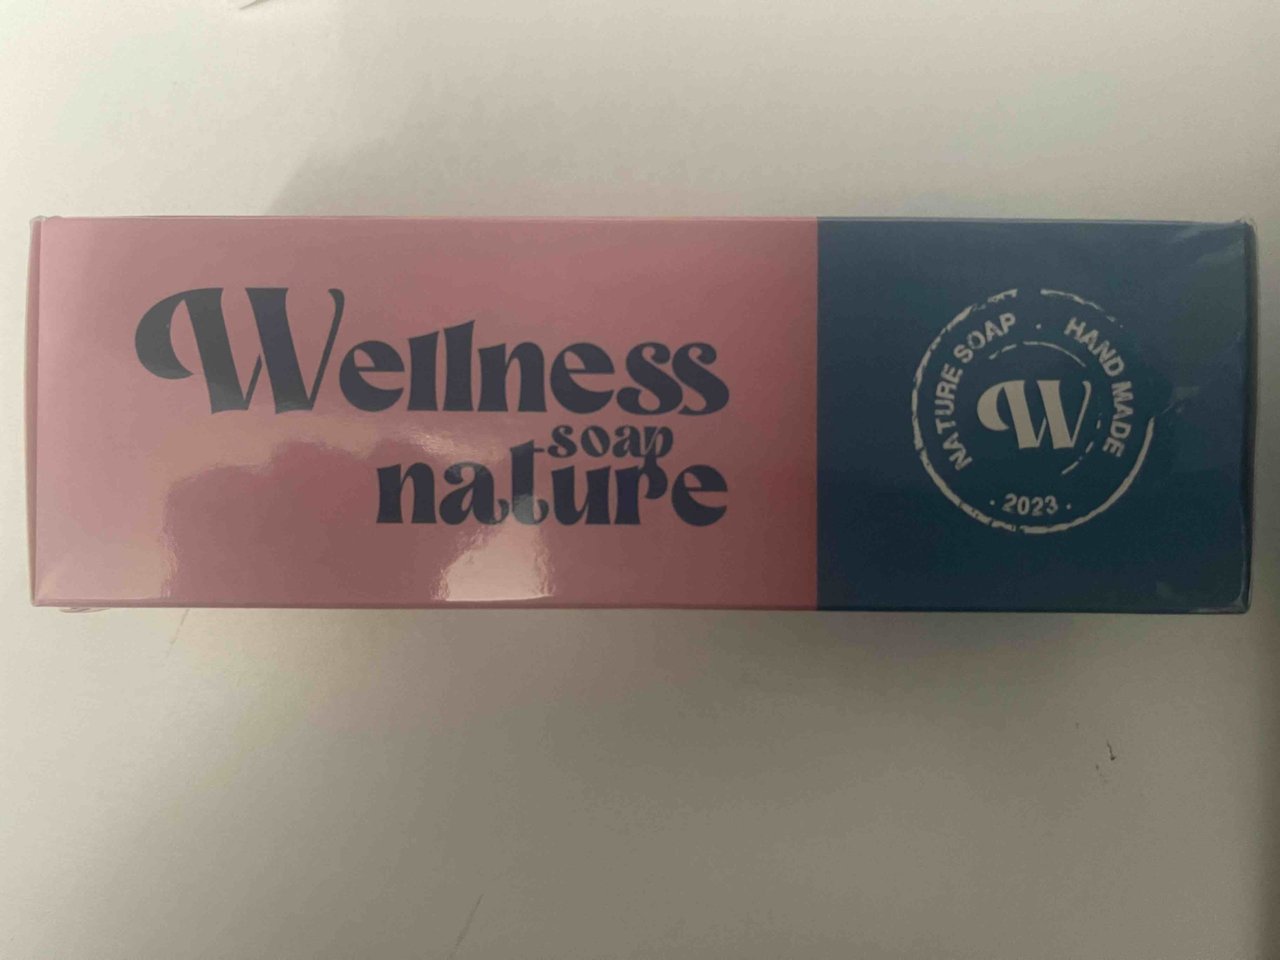 Wellness
soap
nature
NATURE SOAP · HAND MADE
W
· 2023 ·